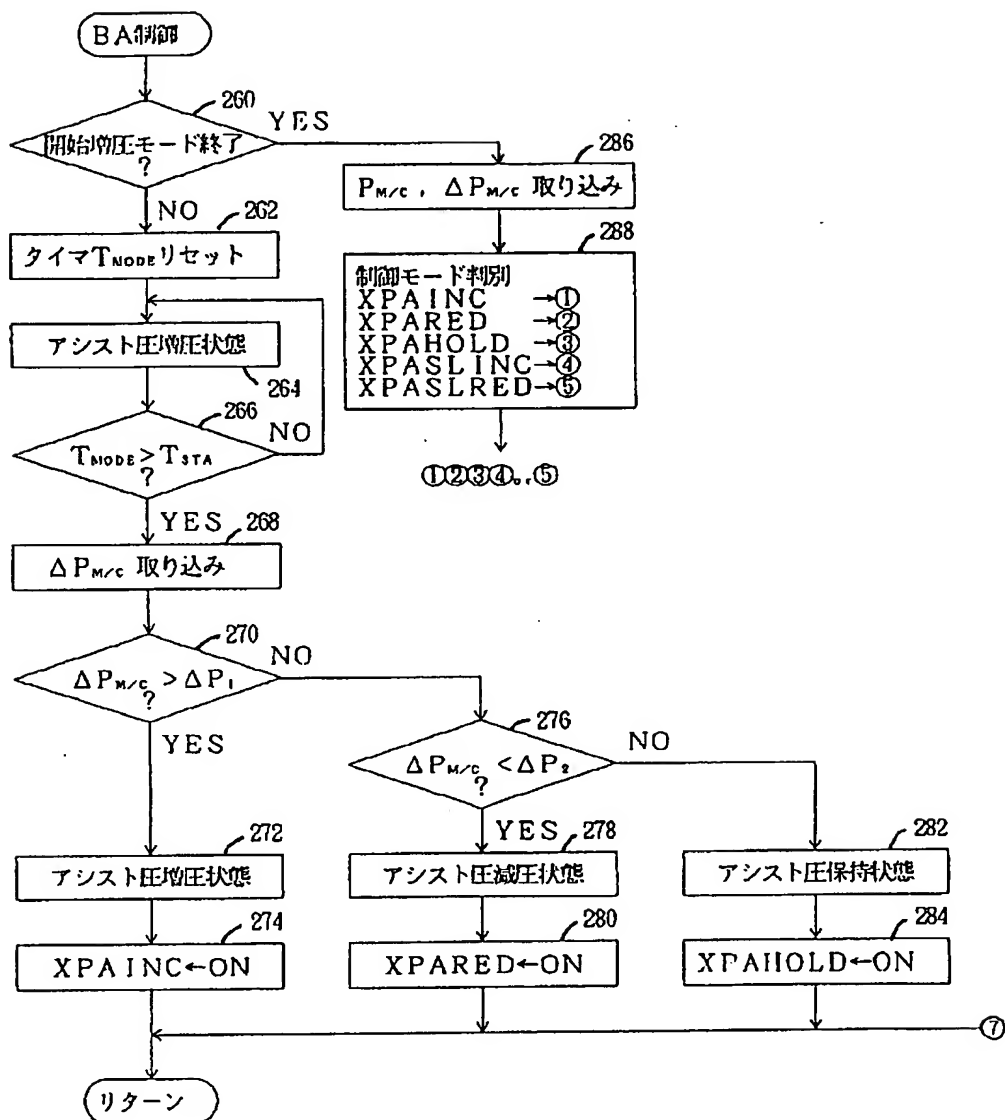 BA制御
260
開始増圧モード終了
?
YES
NO
286
PM/C, ΔPM/C 取り込み
262
タイマTMODEリセット
288
制御モード判別
XPAINC →①
XPARED →②
XPAHOLD →③
XPASLINC→④
XPASLRED→⑤
①②③④..⑤
アシスト圧増圧状態
264
266
TMODE>TSTA
?
NO
YES
268
ΔPM/C 取り込み
270
ΔPM/C>ΔP1
?
NO
YES
276
ΔPM/C<ΔP2
?
NO
YES
272
アシスト圧増圧状態
278
アシスト圧減圧状態
282
アシスト圧保持状態
274
XPAINC←ON
280
XPARED←ON
284
XPAHOLD←ON
⑦
リターン